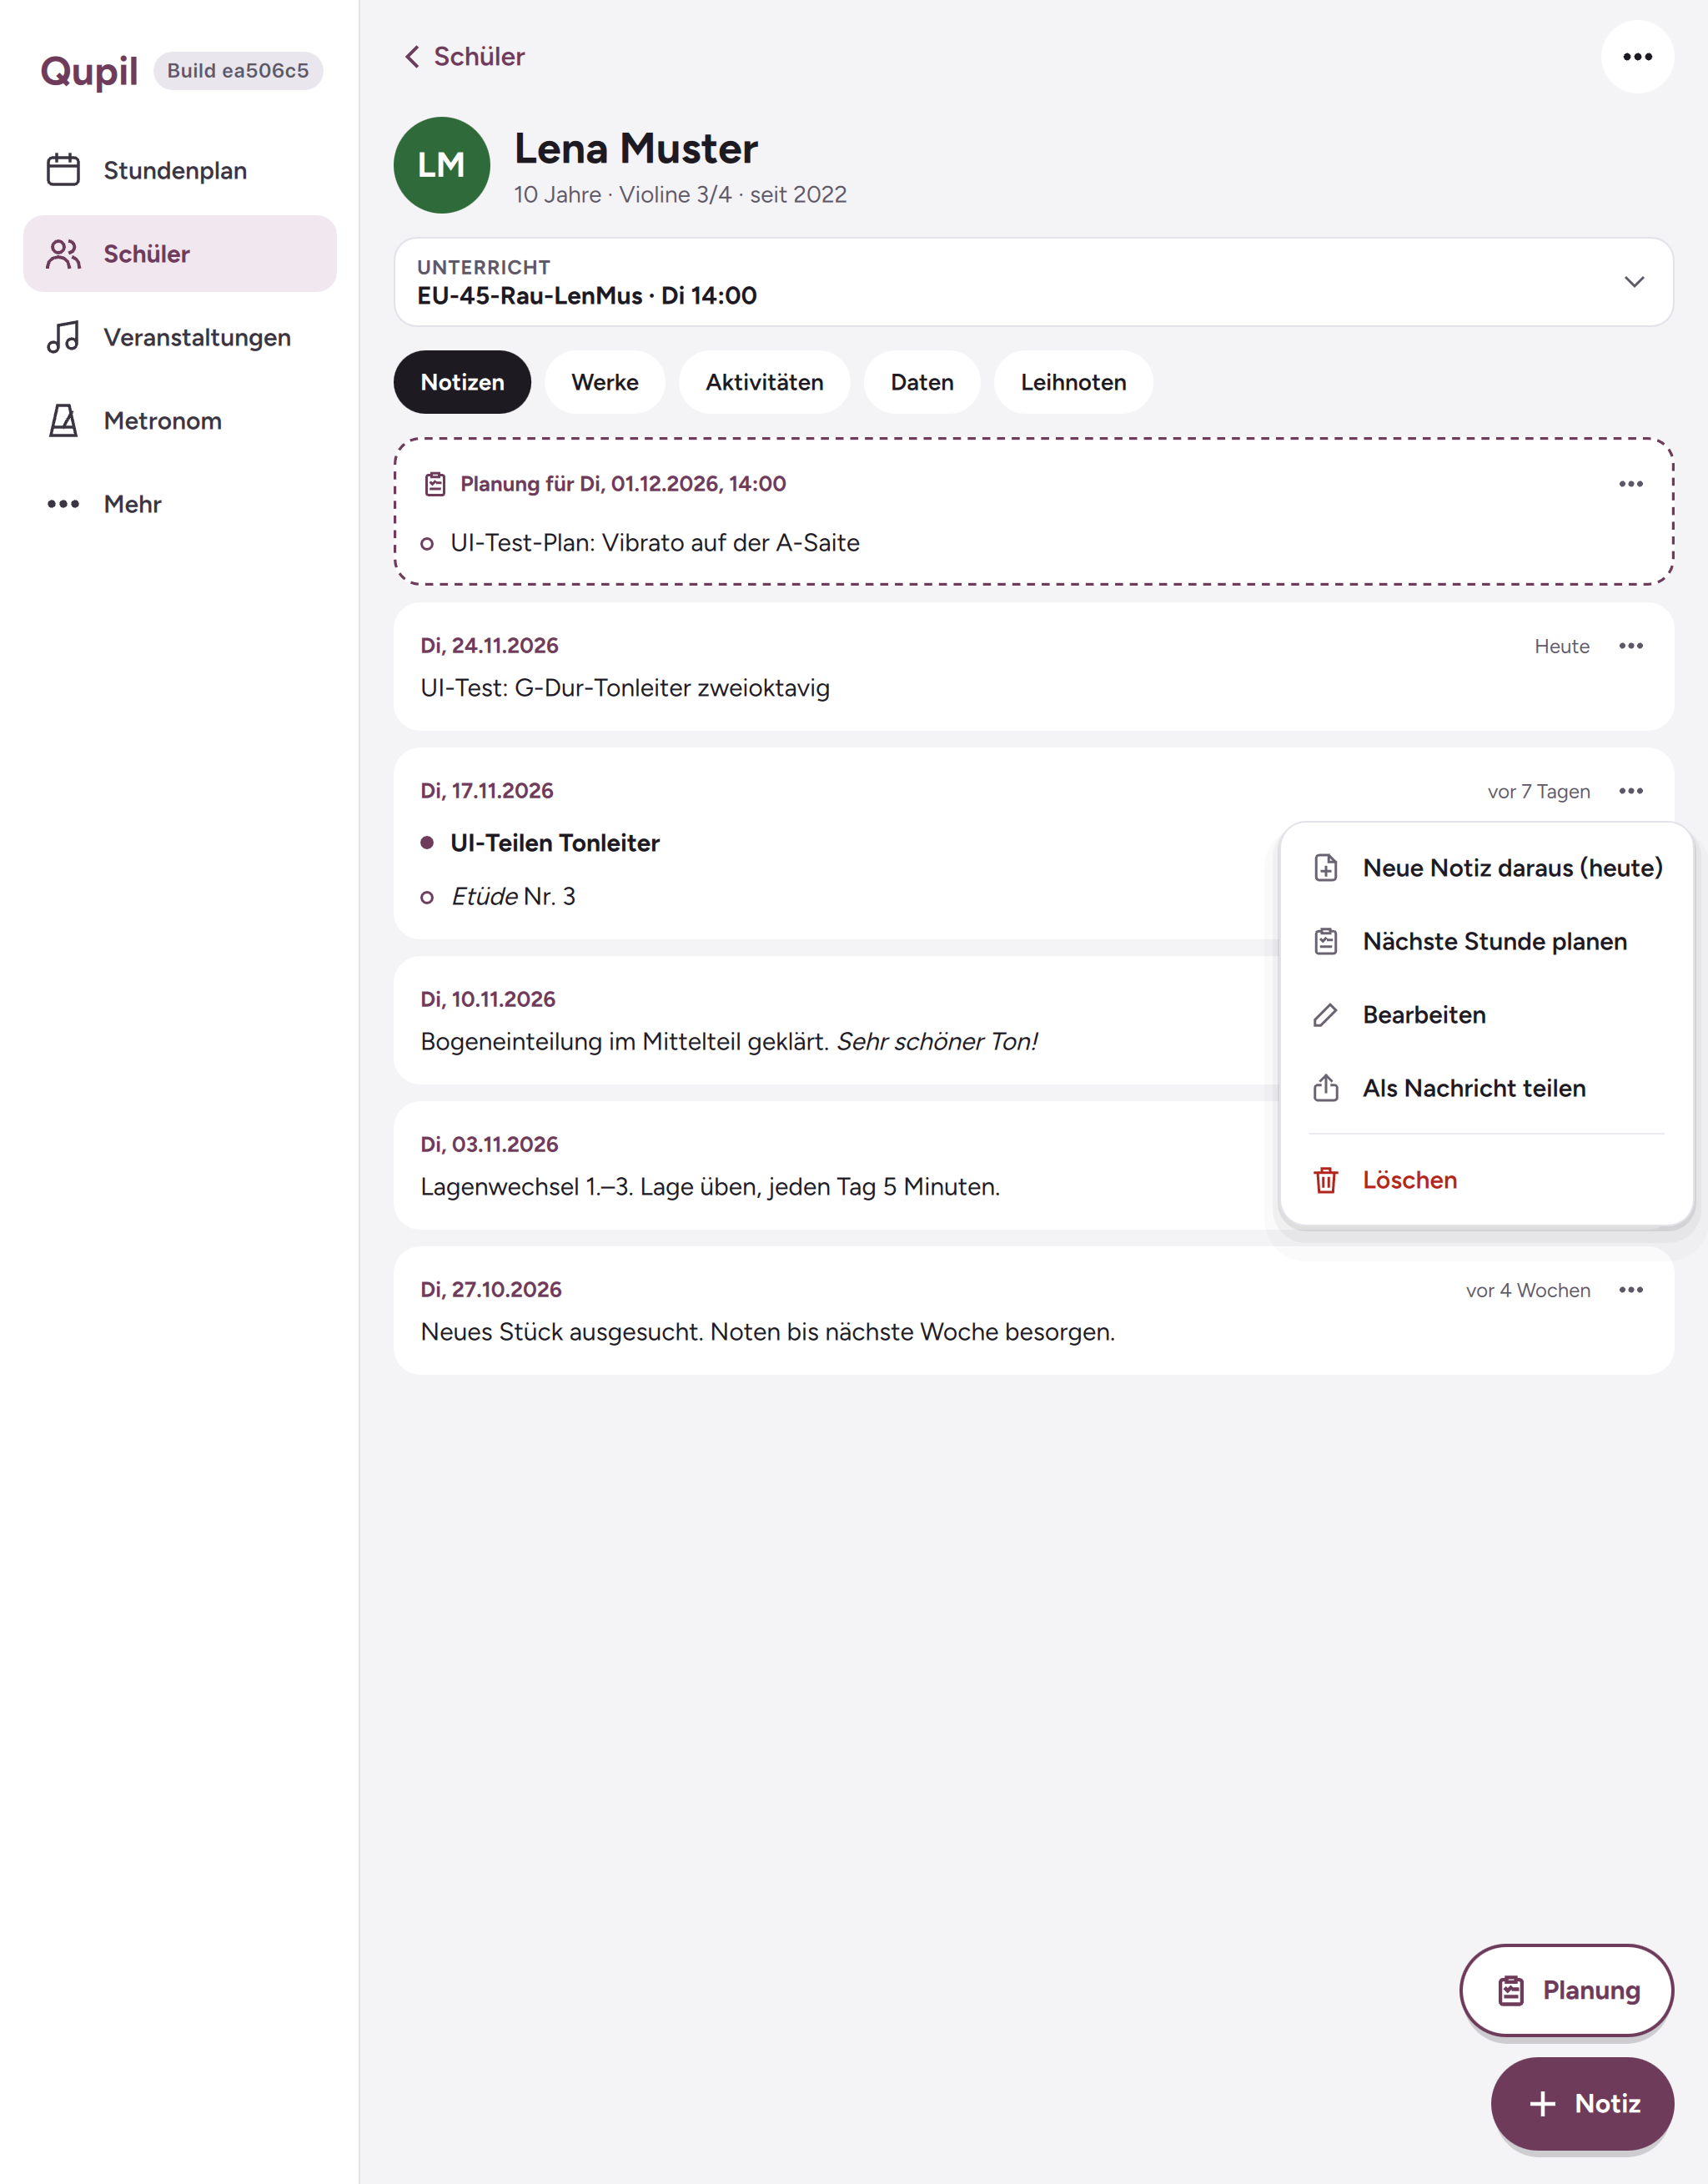 Qupil Build ea506c5
Stundenplan
Schüler
Veranstaltungen
Metronom
Mehr
Schüler
LM
Lena Muster
10 Jahre · Violine 3/4 · seit 2022
UNTERRICHT
EU-45-Rau-LenMus · Di 14:00
Notizen Werke Aktivitäten Daten Leihnoten
Planung für Di, 01.12.2026, 14:00
UI-Test-Plan: Vibrato auf der A-Saite
Di, 24.11.2026 Heute
UI-Test: G-Dur-Tonleiter zweioktavig
Di, 17.11.2026 vor 7 Tagen
UI-Teilen Tonleiter
Etüde Nr. 3
Di, 10.11.2026
Bogeneinteilung im Mittelteil geklärt. Sehr schöner Ton!
Di, 03.11.2026
Lagenwechsel 1.–3. Lage üben, jeden Tag 5 Minuten.
Di, 27.10.2026 vor 4 Wochen
Neues Stück ausgesucht. Noten bis nächste Woche besorgen.
Neue Notiz daraus (heute)
Nächste Stunde planen
Bearbeiten
Als Nachricht teilen
Löschen
Planung
Notiz